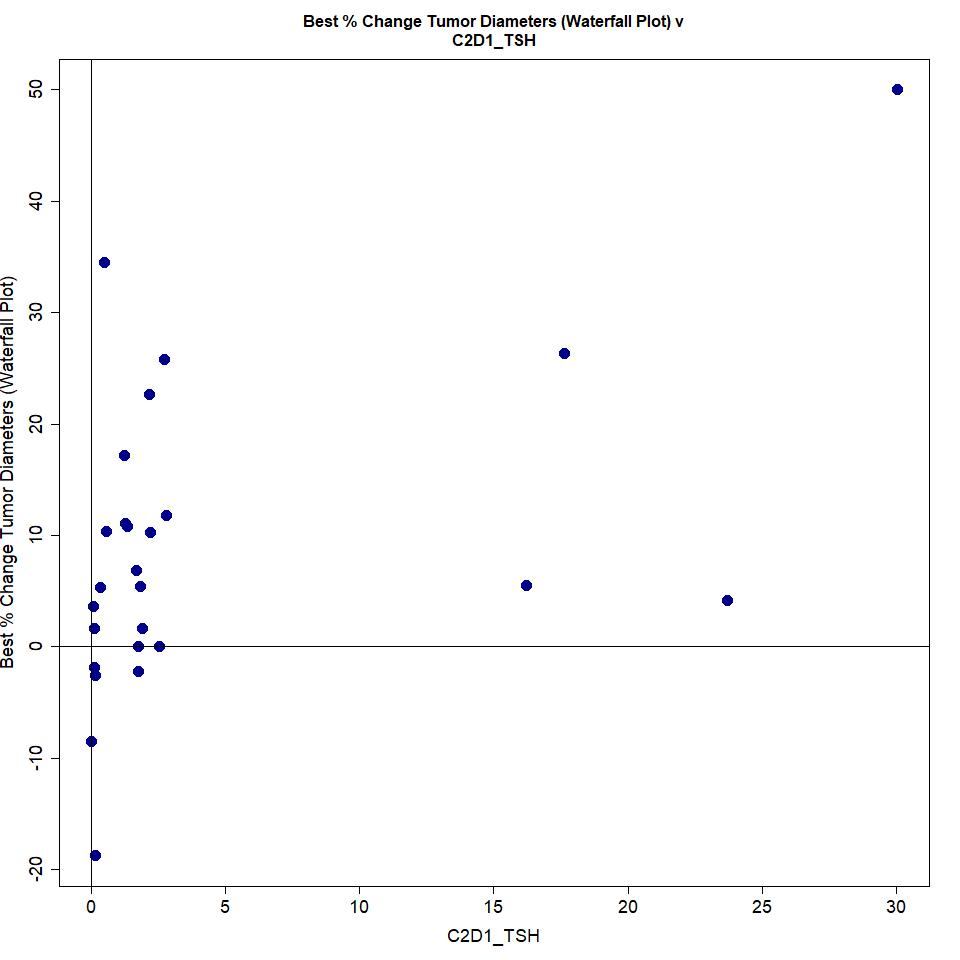 Best % Change Tumor Diameters (Waterfall Plot) v
C2D1_TSH
Best % Change Tumor Diameters (Waterfall Plot)
50
40
30
20
10
0
-10
-20
0 5 10 15 20 25 30
C2D1_TSH